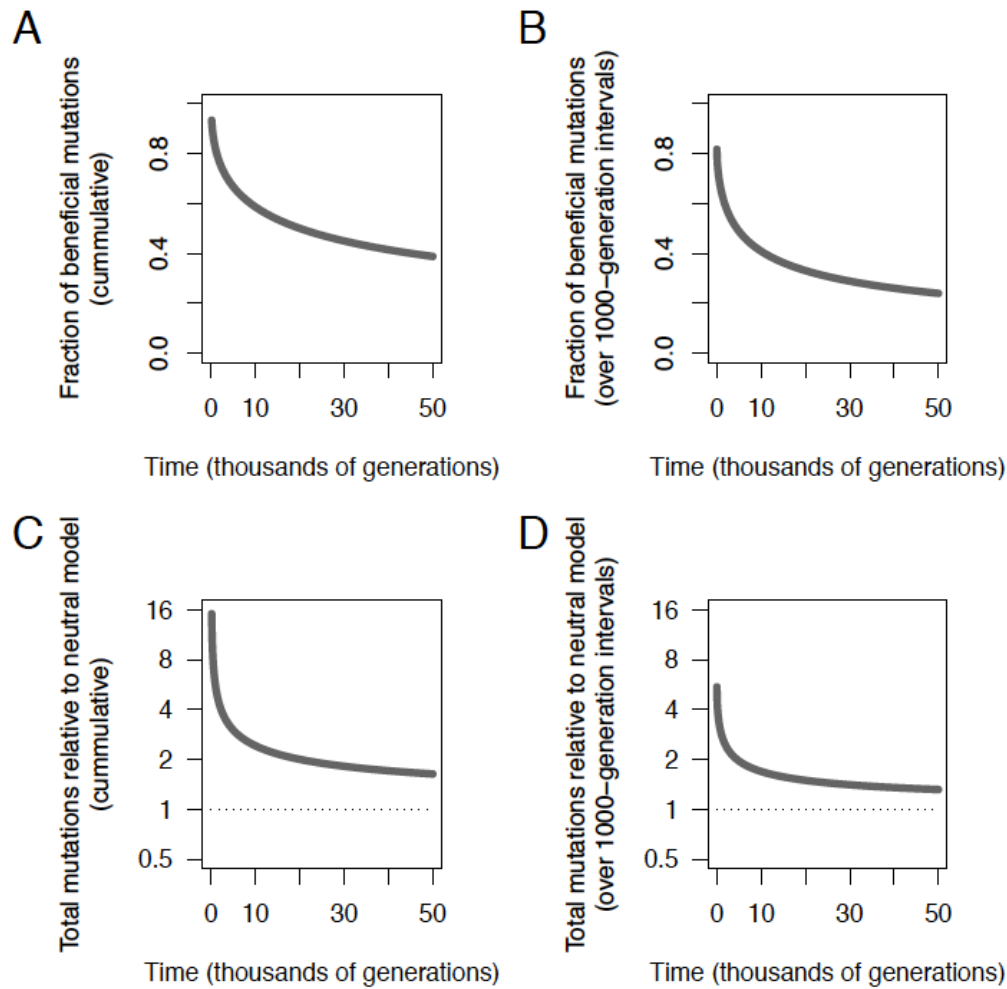 A
Fraction of beneficial mutations
(cummulative)
0.8
0.4
0.0
0 10 30 50
Time (thousands of generations)
B
Fraction of beneficial mutations
(over 1000−generation intervals)
0.8
0.4
0.0
0 10 30 50
Time (thousands of generations)
C
Total mutations relative to neutral model
(cummulative)
16
8
4
2
1
0.5
0 10 30 50
Time (thousands of generations)
D
Total mutations relative to neutral model
(over 1000−generation intervals)
16
8
4
2
1
0.5
0 10 30 50
Time (thousands of generations)